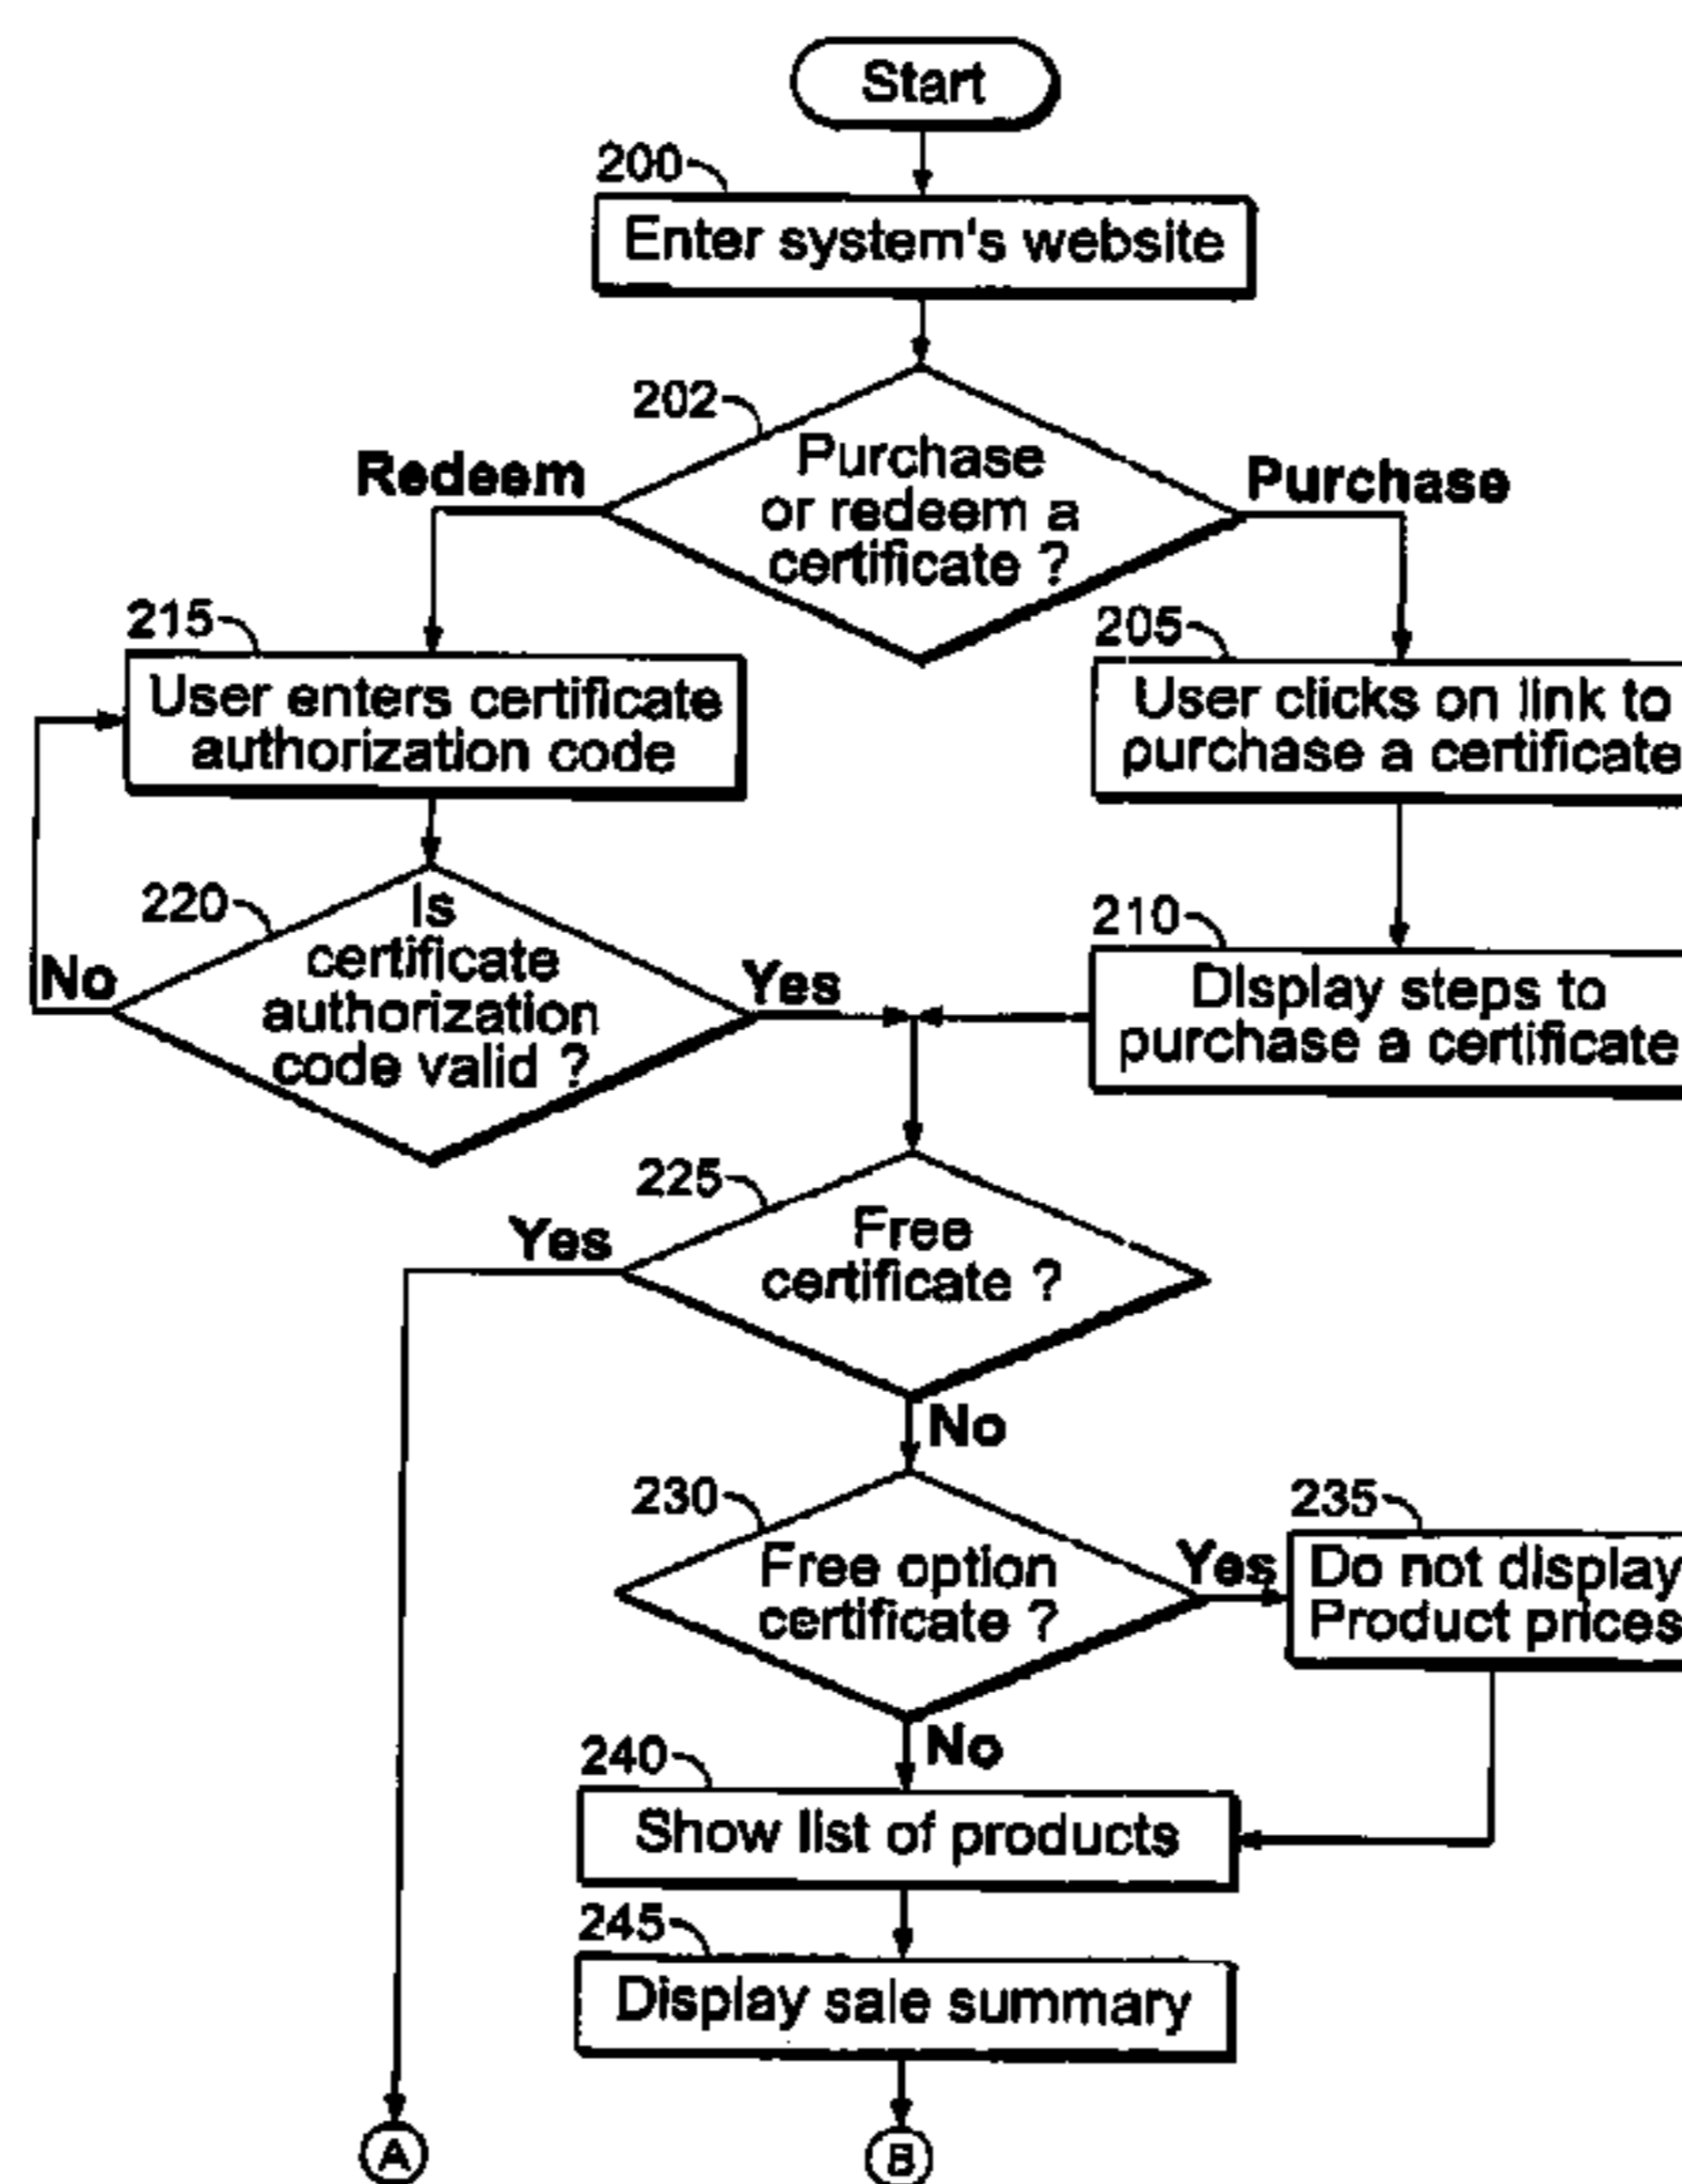 Start
200
Enter system's website
202
Purchase
or redeem a
certificate ?
Redeem
Purchase
215
User enters certificate
authorization code
205
User clicks on link to
purchase a certificate
220
Is
certificate
authorization
code valid ?
No
Yes
210
Display steps to
purchase a certificate
225
Free
certificate ?
Yes
No
230
Free option
certificate ?
Yes
235
Do not display
Product prices
No
240
Show list of products
245
Display sale summary
A
B